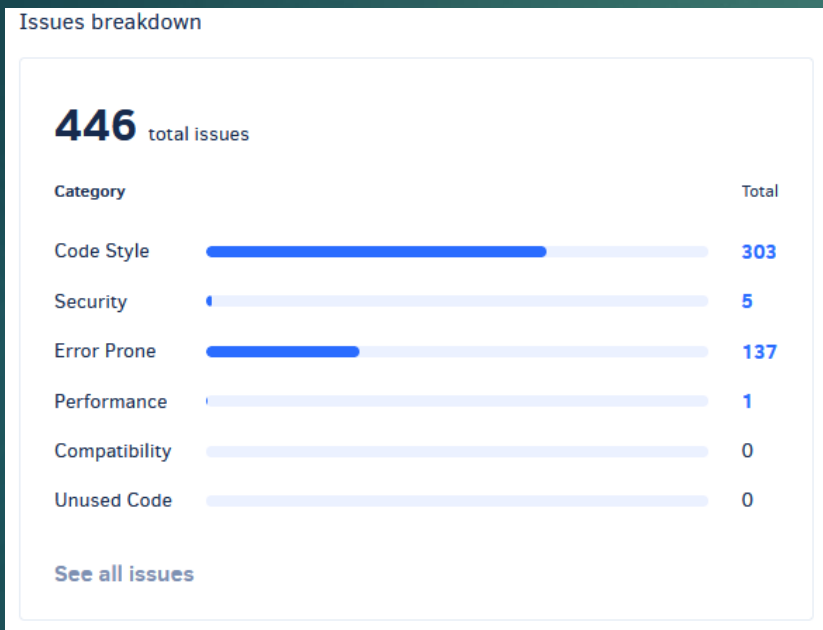 Issues breakdown
446 total issues
Category Total
Code Style 303
Security 5
Error Prone 137
Performance 1
Compatibility 0
Unused Code 0
See all issues